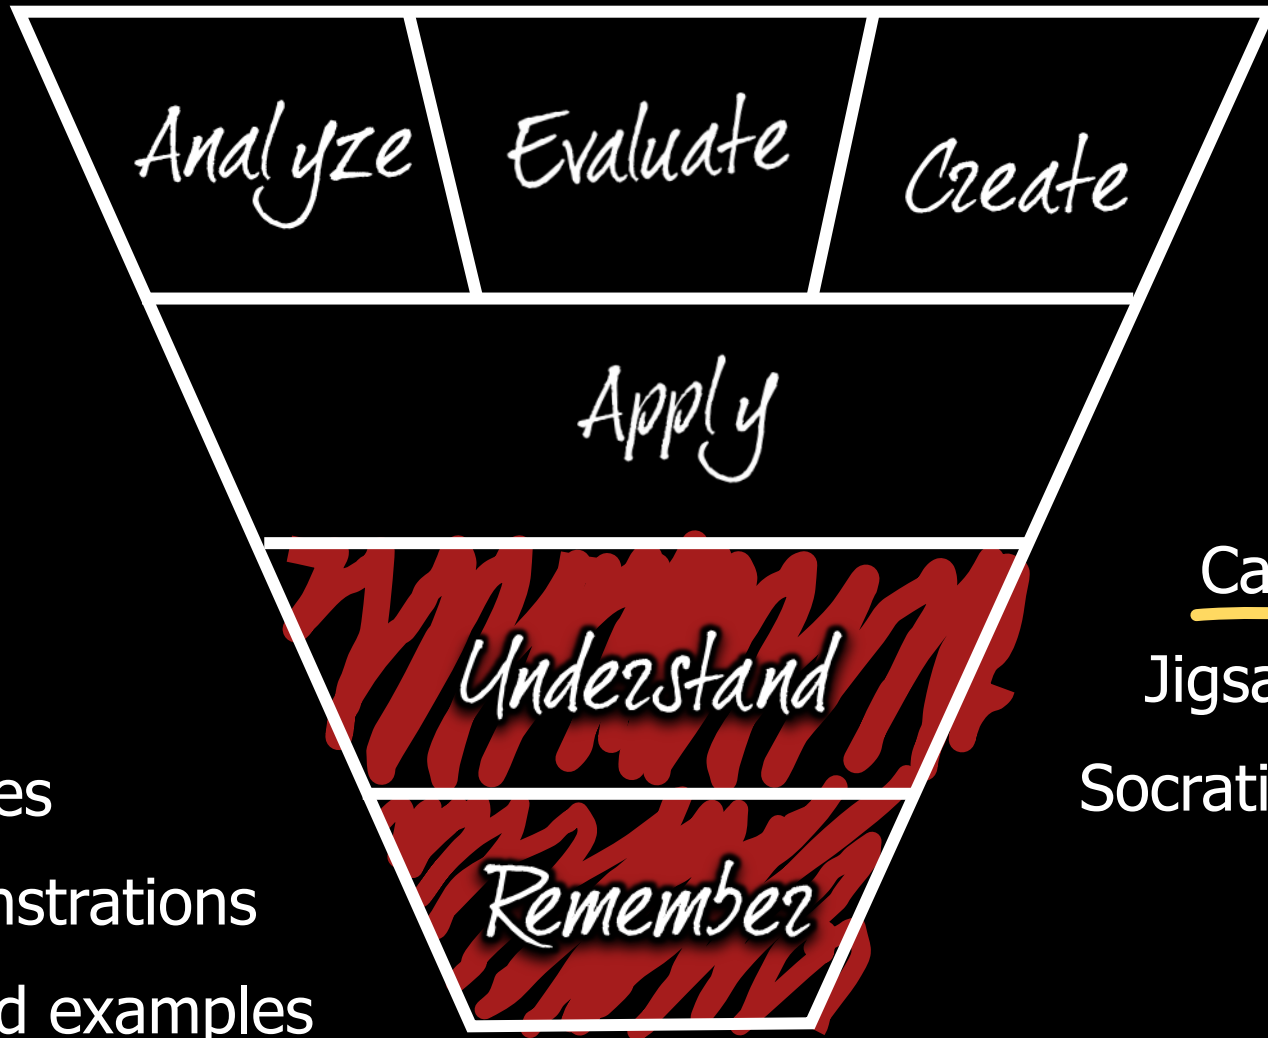 Analyze Evaluate Create
Apply
Ca
Understand
Jigsa
es
Socrati
nstrations
Remember
d examples